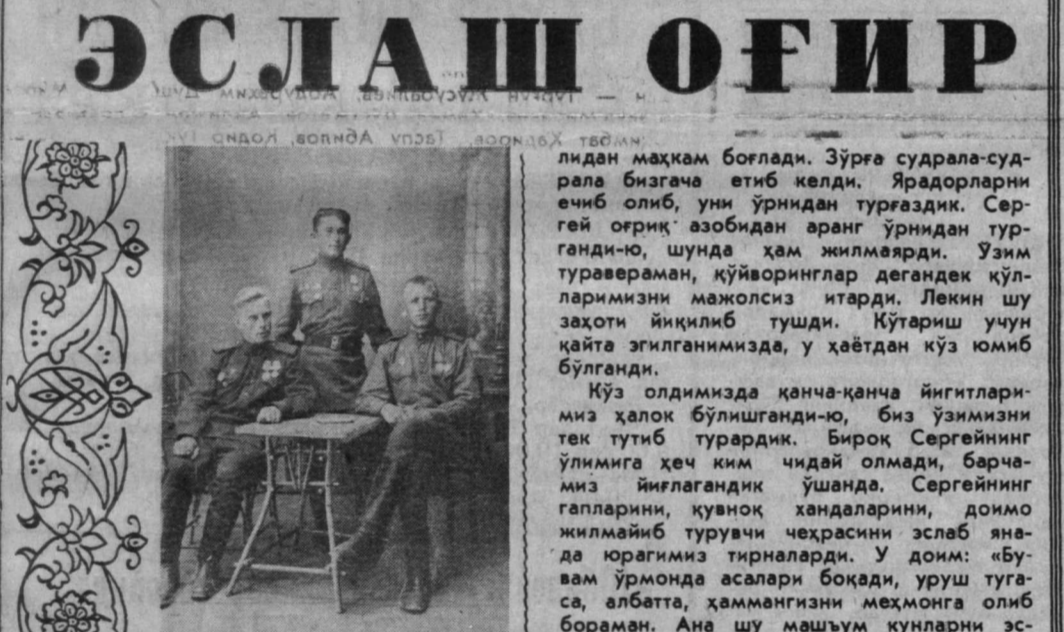 ЭСЛАШ ОҒИР
лидан маҳкам боғлади. Зўрға судрала-суд-
рала бизгача етиб келди. Ярадорларни
ечиб олиб, уни ўрнидан турғаздик. Сер-
гей оғриқ азобидан аранг ўрнидан тур-
ганди-ю, шунда ҳам жилмаярди. Ўзим
туравераман, қўйворинглар дегандек қўл-
ларимизни мажолсиз итарди. Лекин шу
заҳоти йиқилиб тушди. Кўтариш учун
қайта эгилганимизда, у ҳаётдан кўз юмиб
бўлганди.
Кўз олдимизда қанча-қанча йигитлари-
миз ҳалок бўлишганди-ю, биз ўзимизни
тек тутиб турардик. Бироқ Сергейнинг
ўлимига ҳеч ким чидай олмади, барча-
миз йиғлагандик ўшанда. Сергейнинг
гапларини, қувноқ хандаларини, доимо
жилмайиб турувчи чеҳрасини эслаб яна-
да юрагимиз тирналарди. У доим: «Бу-
вам ўрмонда асалари боқади, уруш туга-
са, албатта, ҳаммангизни меҳмонга олиб
бораман. Ана шу машъум кунларни эс-